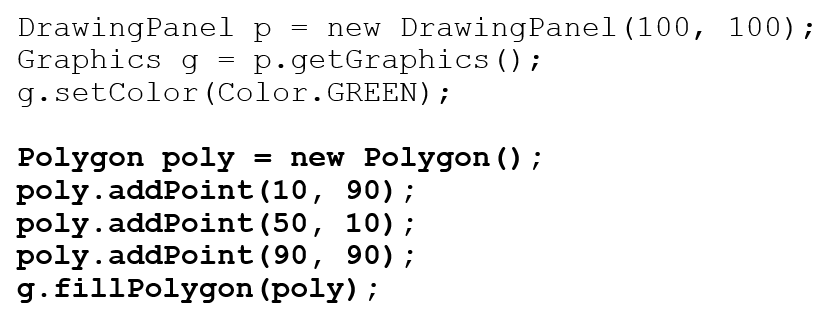 DrawingPanel p = new DrawingPanel(100, 100);
Graphics g = p.getGraphics();
g.setColor(Color.GREEN);
Polygon poly = new Polygon();
poly.addPoint(10, 90);
poly.addPoint(50, 10);
poly.addPoint(90, 90);
g.fillPolygon(poly);